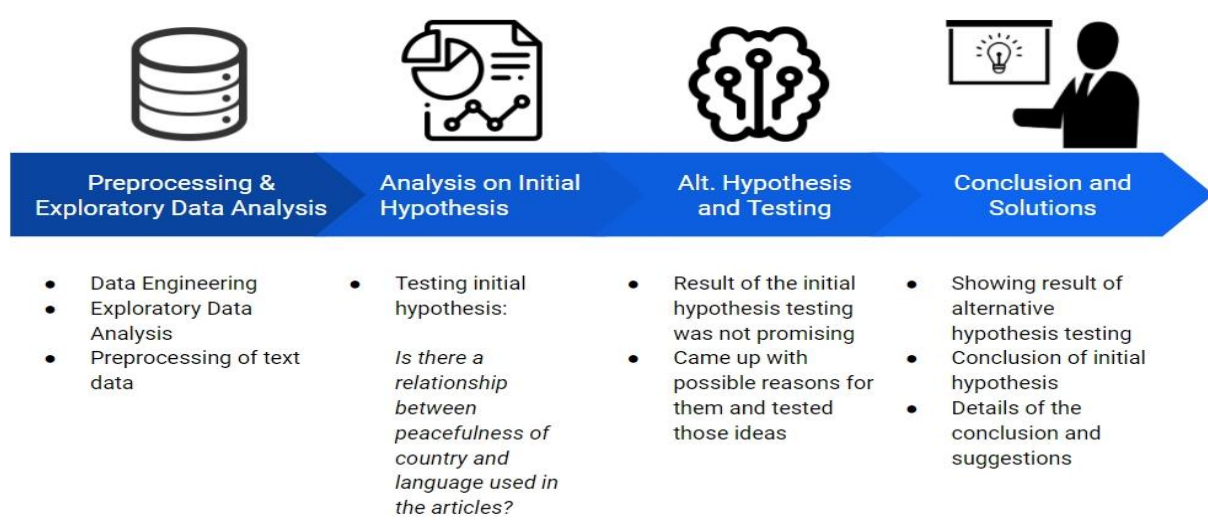 Preprocessing &
Exploratory Data Analysis
Analysis on Initial
Hypothesis
Alt. Hypothesis
and Testing
Conclusion and
Solutions
● Data Engineering
● Exploratory Data
Analysis
● Preprocessing of text
data
● Testing initial
hypothesis:
Is there a
relationship
between
peacefulness of
country and
language used in
the articles?
● Result of the initial
hypothesis testing
was not promising
● Came up with
possible reasons for
them and tested
those ideas
● Showing result of
alternative
hypothesis testing
● Conclusion of initial
hypothesis
● Details of the
conclusion and
suggestions